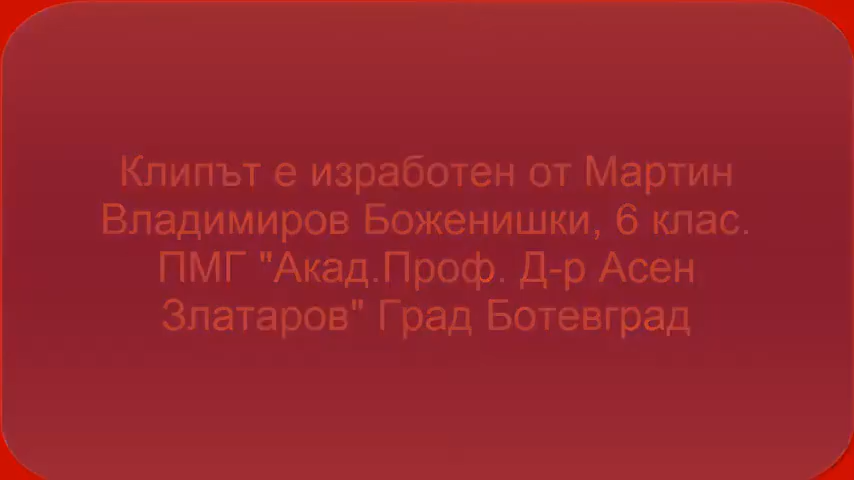 Клипът е изработен от Мартин
Владимиров Боженишки, 6 клас.
ПМГ "Акад.Проф. Д-р Асен
Златаров" Град Ботевград